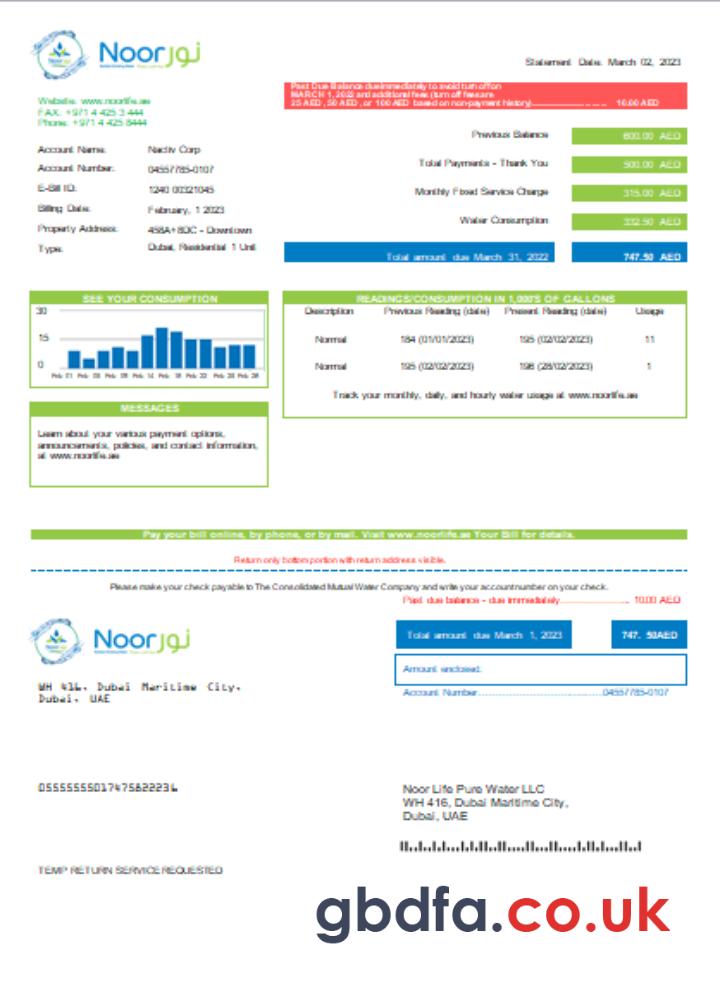 Noor نور
Statement Date: March 02, 2023
Past Due Balance due immediately to avoid turn off on
MARCH 1, 2022 and additional fees (turn off fees are
25 AED , 50 AED , or 100 AED based on non-payment history)........................ 10.00 AED
Website: www.noorlife.ae
FAX: +971 4 425 3 444
Phone: +971 4 425 8444
Previous Balance 600.00 AED
Account Name: Nactiv Corp
Total Payments - Thank You 500.00 AED
Account Number: 04557785-0107
E-Bill ID: 1240 00321045
Monthly Fixed Service Charge 315.00 AED
Billing Date: February, 1 2023
Water Consumption 332.50 AED
Property Address: 458A+8DC - Downtown
Type: Dubai, Residential 1 Unit
Total amount due March 31, 2022 747.50 AED
SEE YOUR CONSUMPTION
30
15
0
Feb 01 Feb 03 Feb 09 Feb 14 Feb 18 Feb 22 Feb 23 Feb 28
READINGS/CONSUMPTION IN 1,000'S OF GALLONS
Description Previous Reading (date) Present Reading (date) Usage
Normal 184 (01/01/2023) 195 (02/02/2023) 11
Normal 195 (02/02/2023) 196 (28/02/2023) 1
Track your monthly, daily, and hourly water usage at www.noorlife.ae
MESSAGES
Learn about your various payment options,
announcements, policies, and contact information,
at www.noorlife.ae
Pay your bill online, by phone, or by mail. Visit www.noorlife.ae Your Bill for details.
Return only bottom portion with return address visible.
Please make your check payable to The Consolidated Mutual Water Company and write your account number on your check.
Past due balance - due immediately........................ 10.00 AED
Noor نور
Total amount due March 1, 2023 747. 50AED
Amount enclosed:
Account Number........................................04557785-0107
WH 416, Dubai Maritime City,
Dubai, UAE
0555555501747582223L
Noor Life Pure Water LLC
WH 416, Dubai Maritime City,
Dubai, UAE
TEMP RETURN SERVICE REQUESTED
gbdfa.co.uk